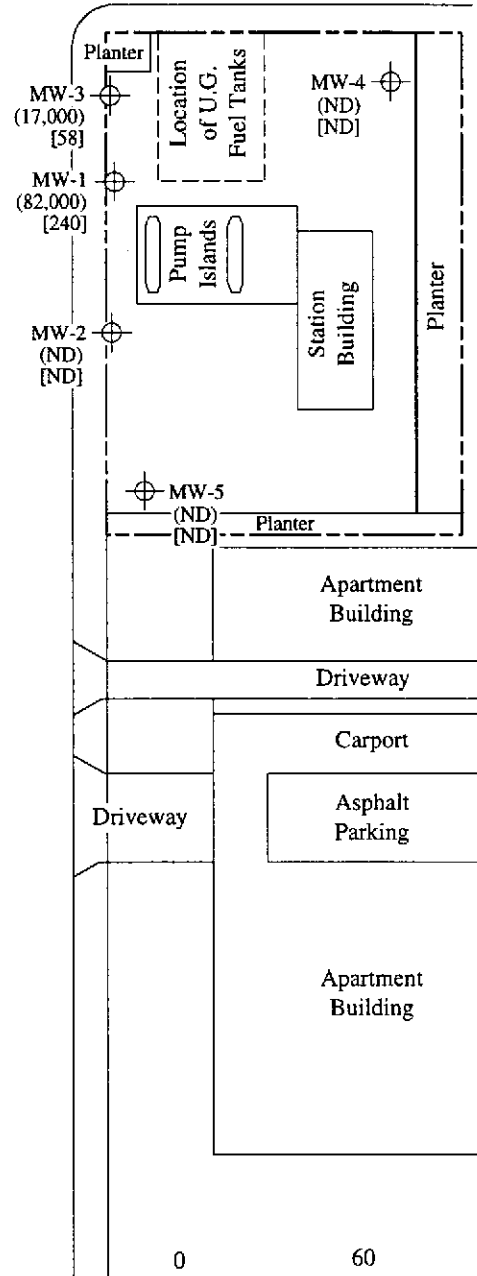 Planter
MW-3
(17,000)
[58]
Location
of U.G.
Fuel Tanks
MW-4
(ND)
[ND]
MW-1
(82,000)
[240]
Pump
Islands
Station
Building
Planter
MW-2
(ND)
[ND]
MW-5
(ND)
[ND]
Planter
Apartment
Building
Driveway
Carport
Driveway
Asphalt
Parking
Apartment
Building
0 60